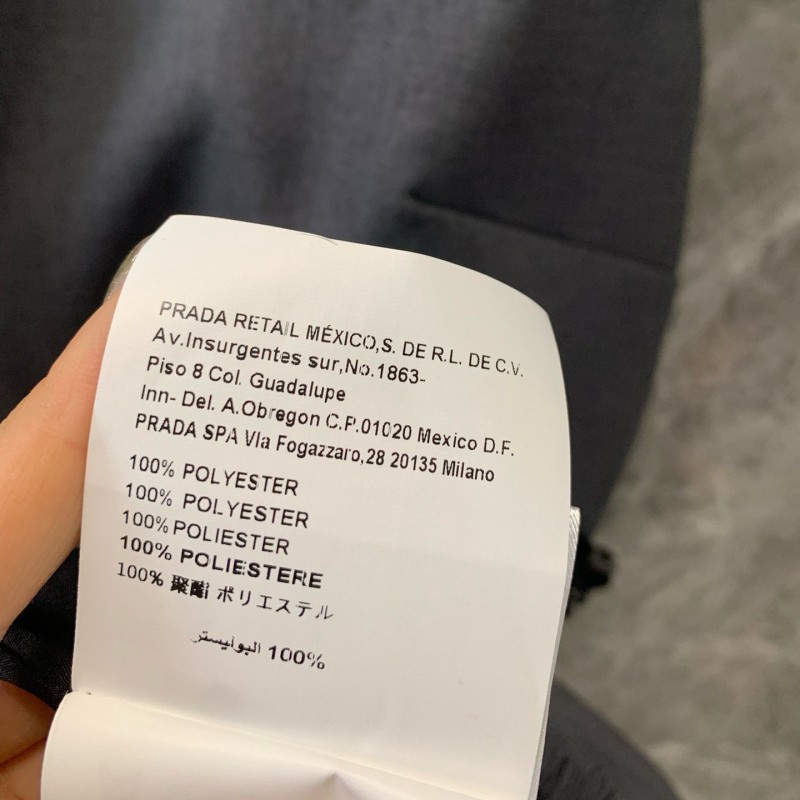 PRADA RETAIL MÉXICO,S. DE R.L. DE C.V.
Av.Insurgentes sur,No.1863-
Piso 8 Col. Guadalupe
Inn- Del. A.Obregon C.P.01020 Mexico D.F.
PRADA SPA VIa Fogazzaro,28 20135 Milano
100% POLYESTER
100% POLYESTER
100% POLIESTER
100% POLIESTERE
100% 聚酯 ポリエステル
100% البوليستر